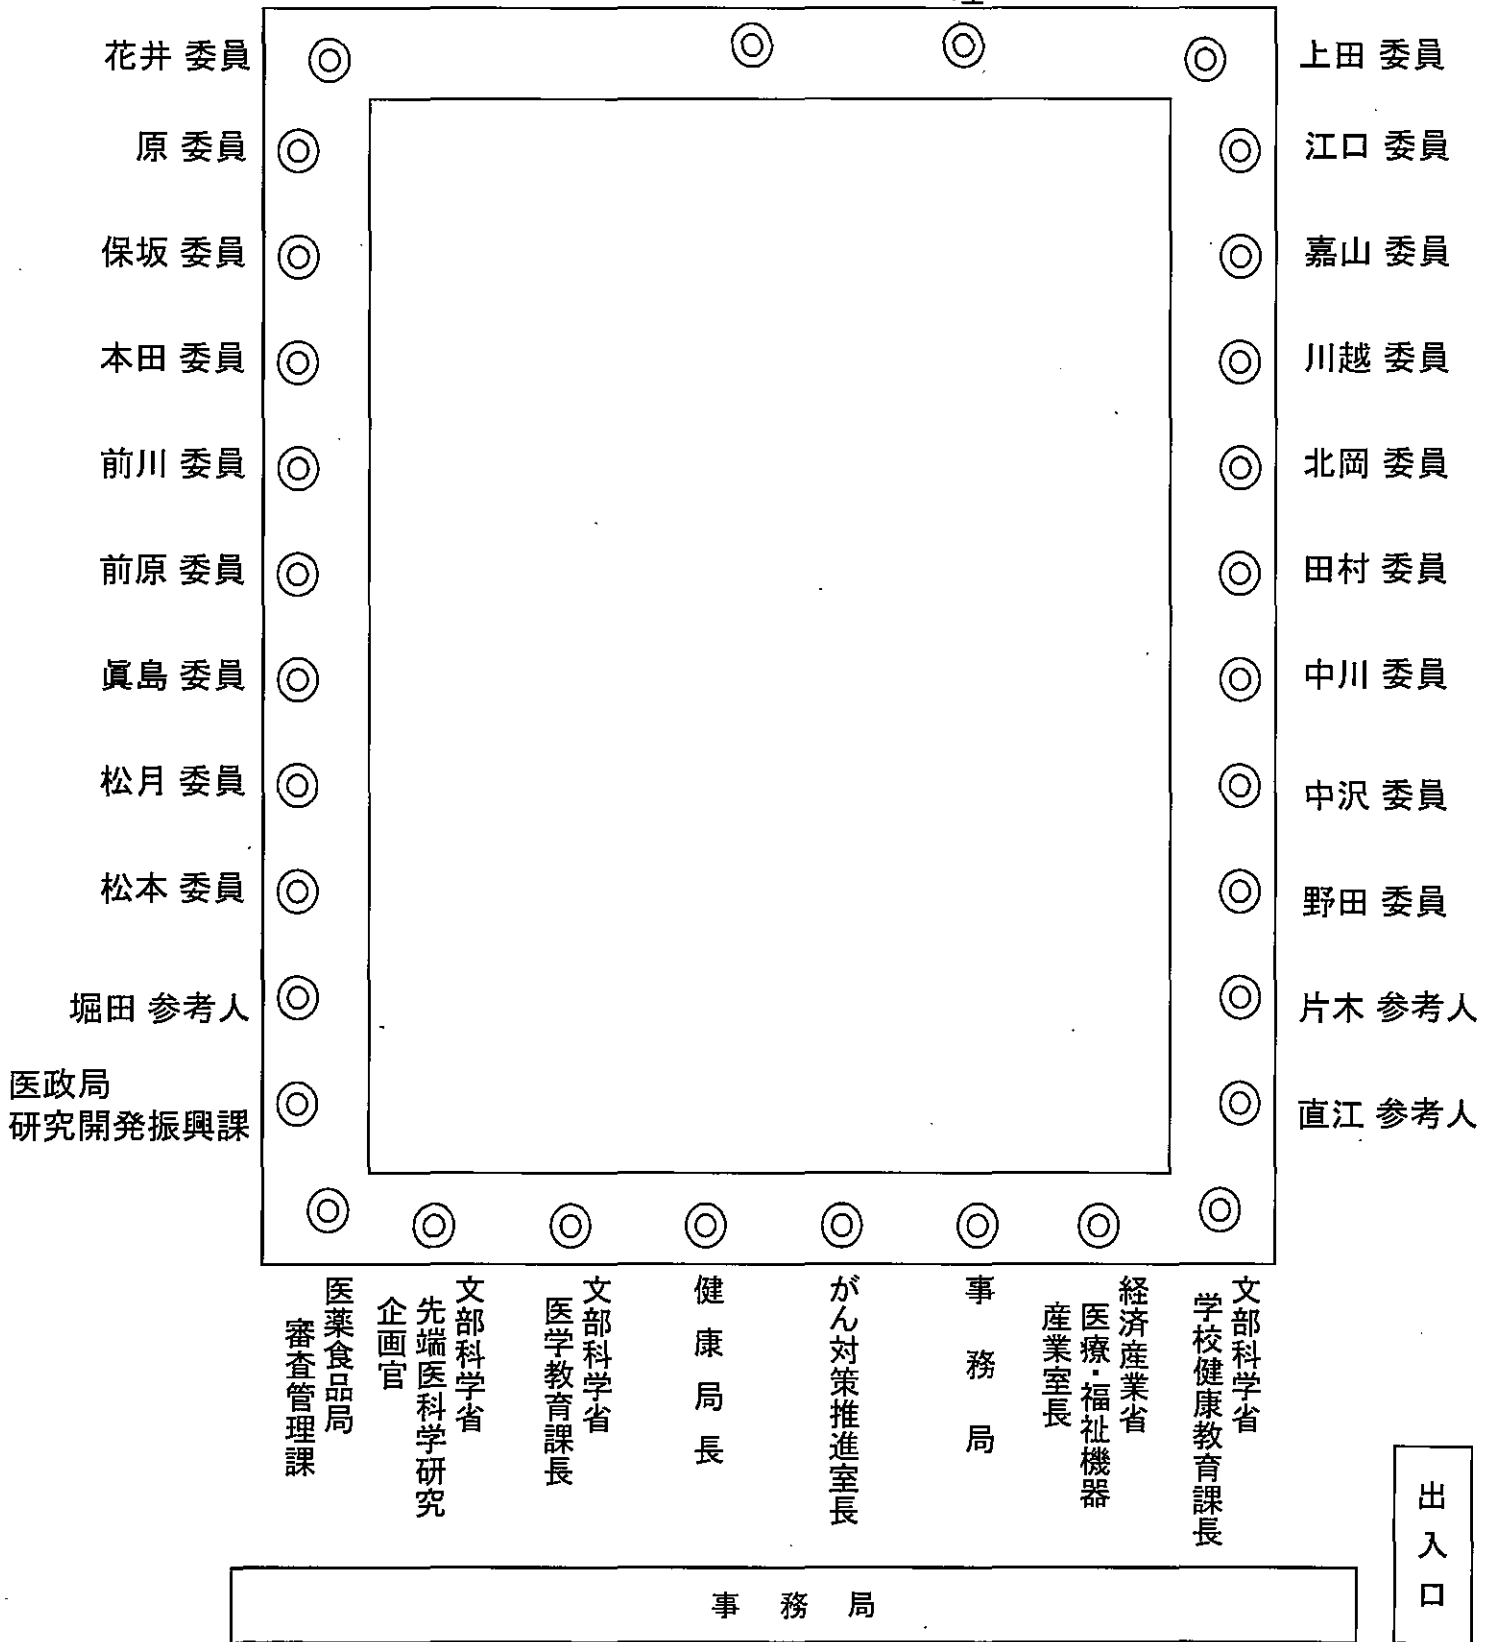 花井 委員
上田 委員
原 委員
江口 委員
保坂 委員
嘉山 委員
本田 委員
川越 委員
前川 委員
北岡 委員
前原 委員
田村 委員
眞島 委員
中川 委員
松月 委員
中沢 委員
松本 委員
野田 委員
堀田 参考人
片木 参考人
医政局
研究開発振興課
直江 参考人
医薬食品局
審査管理課
文部科学省
先端医科学研究
企画官
文部科学省
医学教育課長
健康局長
がん対策推進室長
事務局
経済産業省
医療・福祉機器
産業室長
文部科学省
学校健康教育課長
出入口
事務局